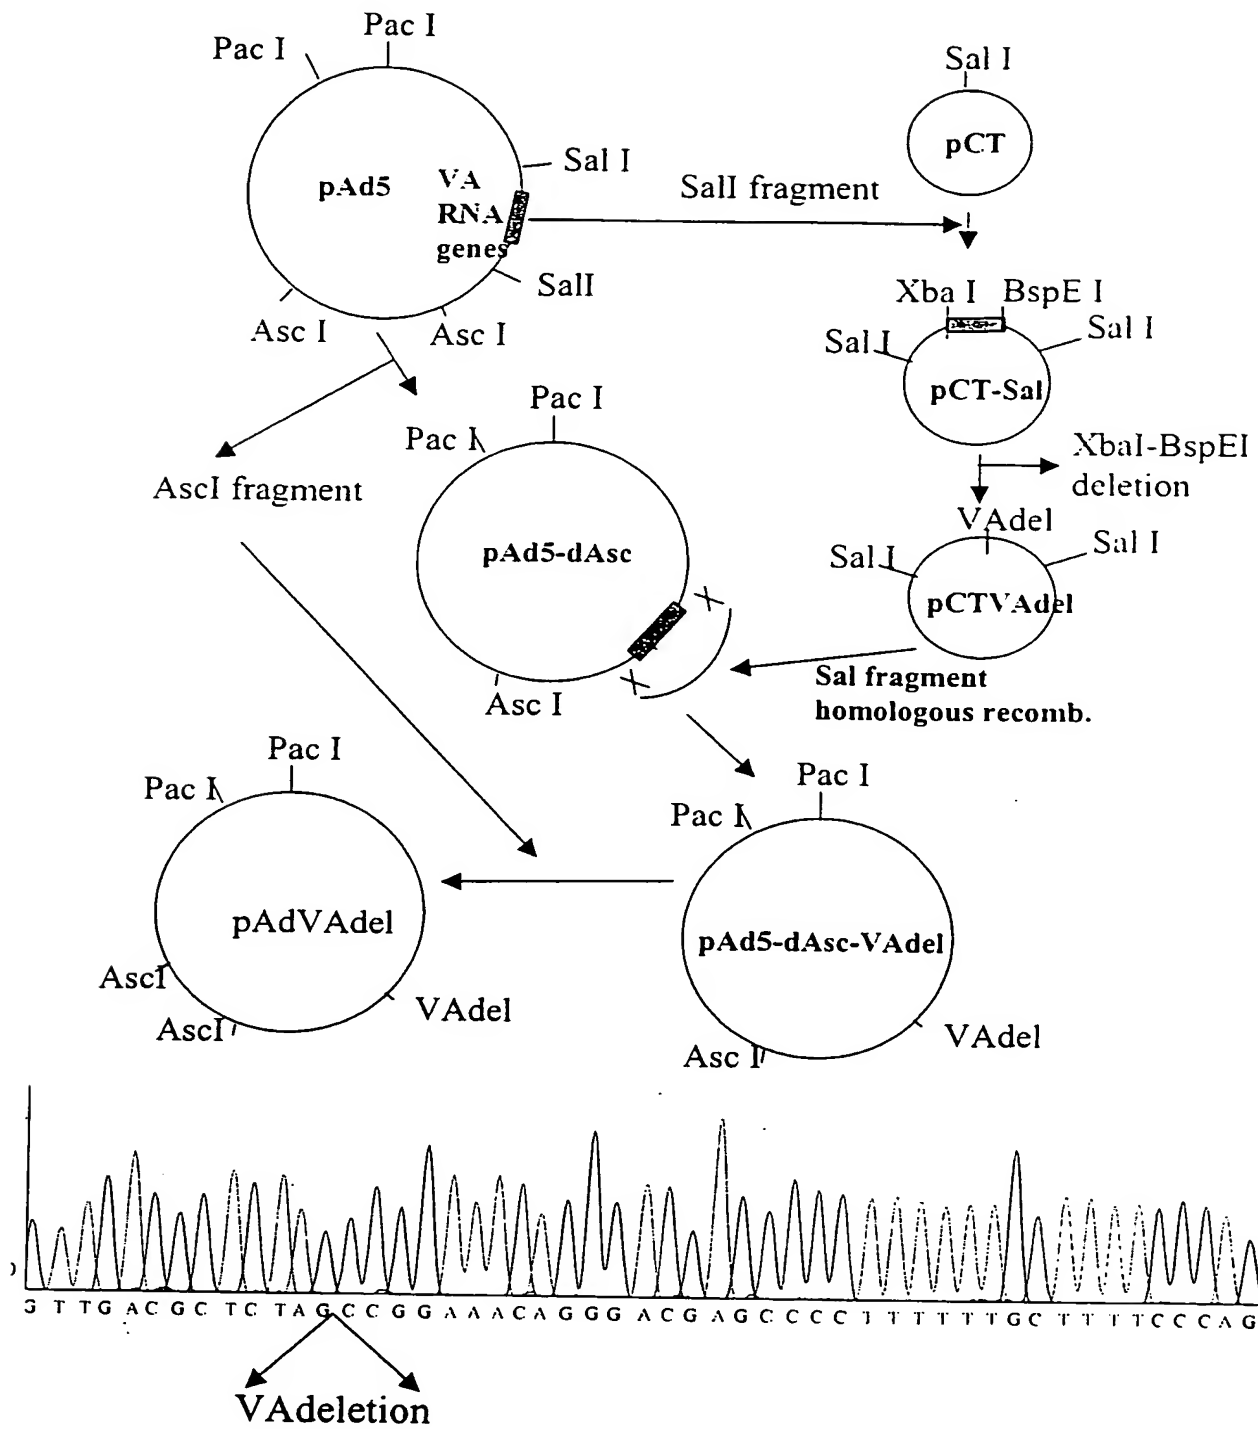 Pac I
Pac I
Sal I
pCT
Sal I
pAd5
VA
RNA
genes
SalI fragment
SalI
Asc I
Asc I
Xba I
BspE I
Sal I
Sal I
pCT-Sal
Pac I
Pac I
XbaI-BspEI
deletion
AscI fragment
VAdel
pAd5-dAsc
Sal I
Sal I
pCTVAdel
X
X
Asc I
Sal fragment
homologous recomb.
Pac I
Pac I
Pac I
Pac I
pAdVAdel
pAd5-dAsc-VAdel
AscI
AscI
VAdel
VAdel
Asc I
G T T G A C G C T C T A G C C G G A A A C A G G G A C G A G C C C C T T T T T T G C T T T T C C C A G
VAdeletion